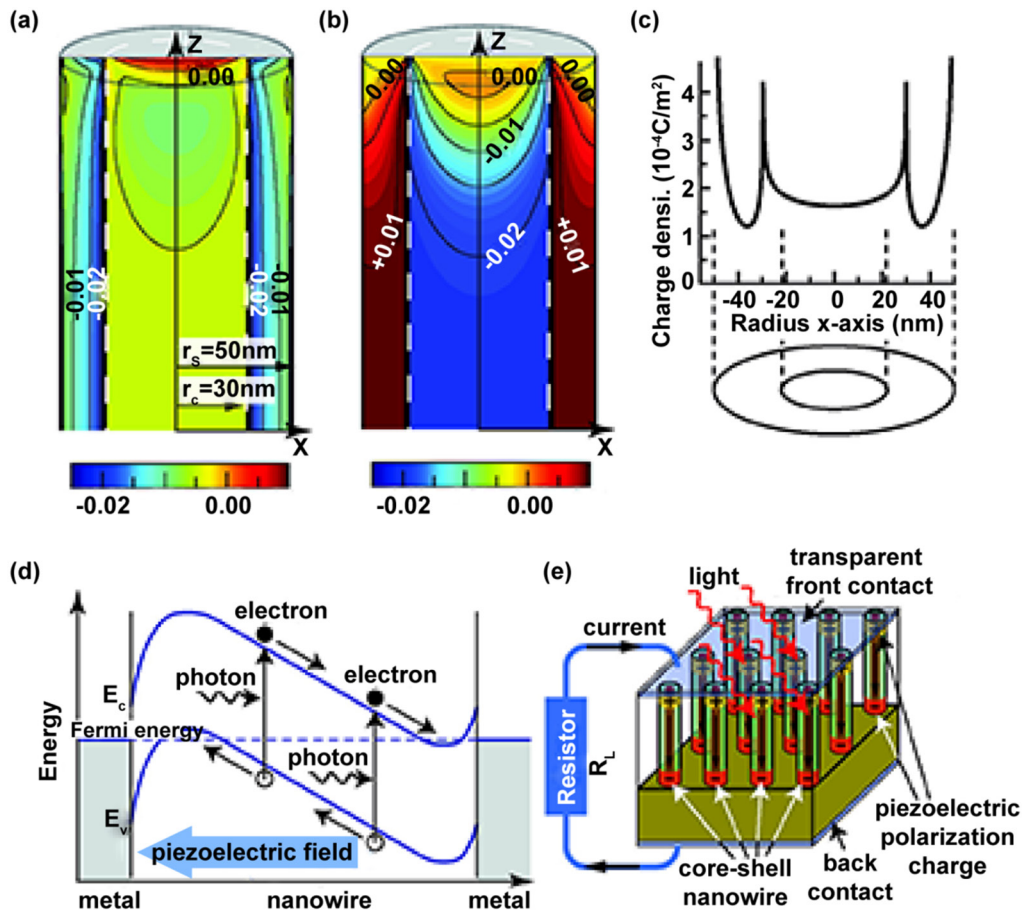 (a)
Z
0.00
-0.01
-0.02
-0.02
-0.01
rs=50nm
rc=30nm
X
-0.02 0.00
(b)
Z
0.00
0.00
0.00
-0.01
-0.02
+0.01
+0.01
X
-0.02 0.00
(c)
Charge densi. (10⁻⁴C/m²)
4
3
2
1
0
-40 -20 0 20 40
Radius x-axis (nm)
(d)
Energy
electron
electron
photon
photon
Ec
Fermi energy
Ev
piezoelectric field
metal nanowire metal
(e)
light
transparent
front contact
current
Resistor
RL
core-shell
nanowire
back
contact
piezoelectric
polarization
charge